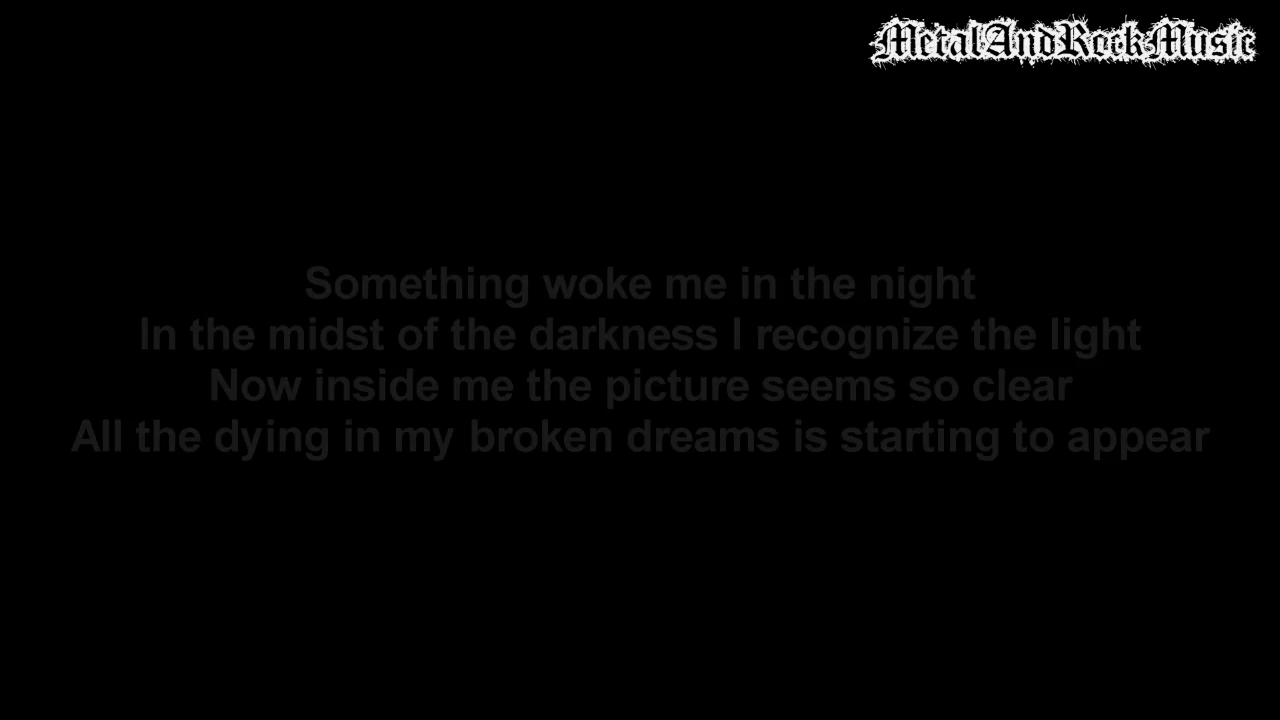 MetalAndRockMusic
Something woke me in the night
In the midst of the darkness I recognize the light
Now inside me the picture seems so clear
All the dying in my broken dreams is starting to appear